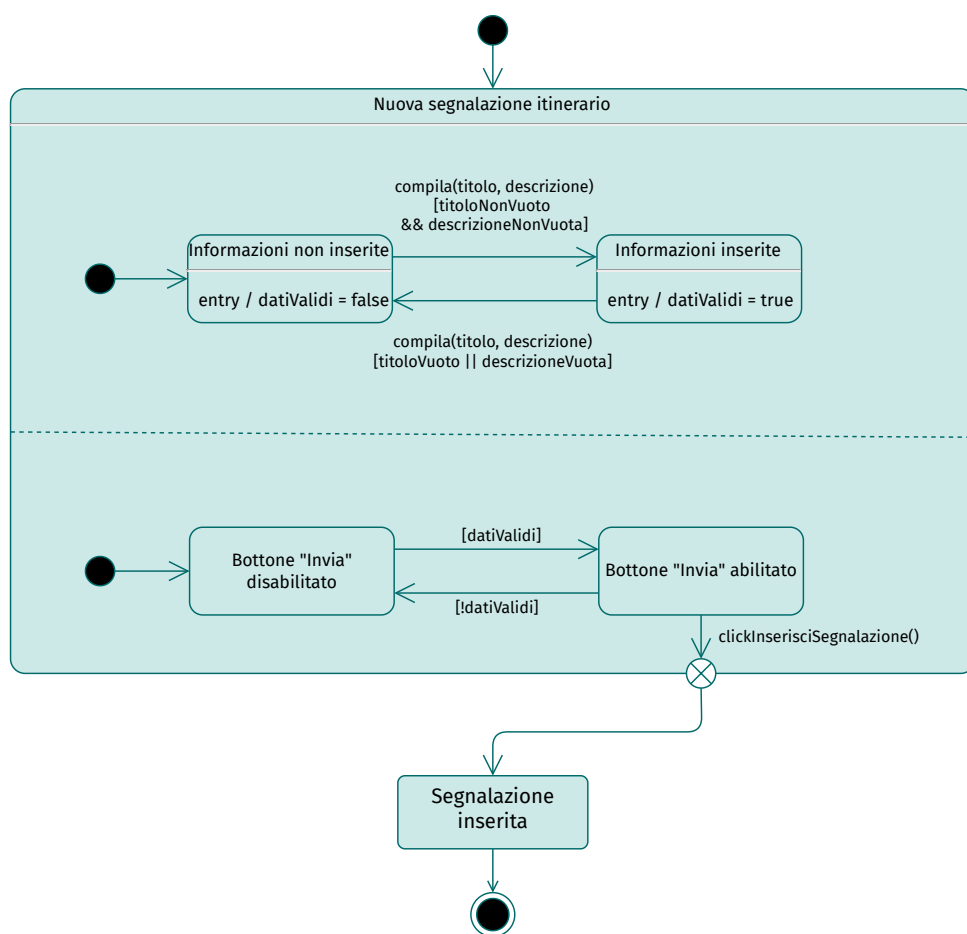 Nuova segnalazione itinerario
compila(titolo, descrizione)
[titoloNonVuoto
&& descrizioneNonVuota]
Informazioni non inserite
entry / datiValidi = false
Informazioni inserite
entry / datiValidi = true
compila(titolo, descrizione)
[titoloVuoto || descrizioneVuota]
[datiValidi]
Bottone "Invia"
disabilitato
Bottone "Invia" abilitato
[!datiValidi]
clickInserisciSegnalazione()
Segnalazione
inserita